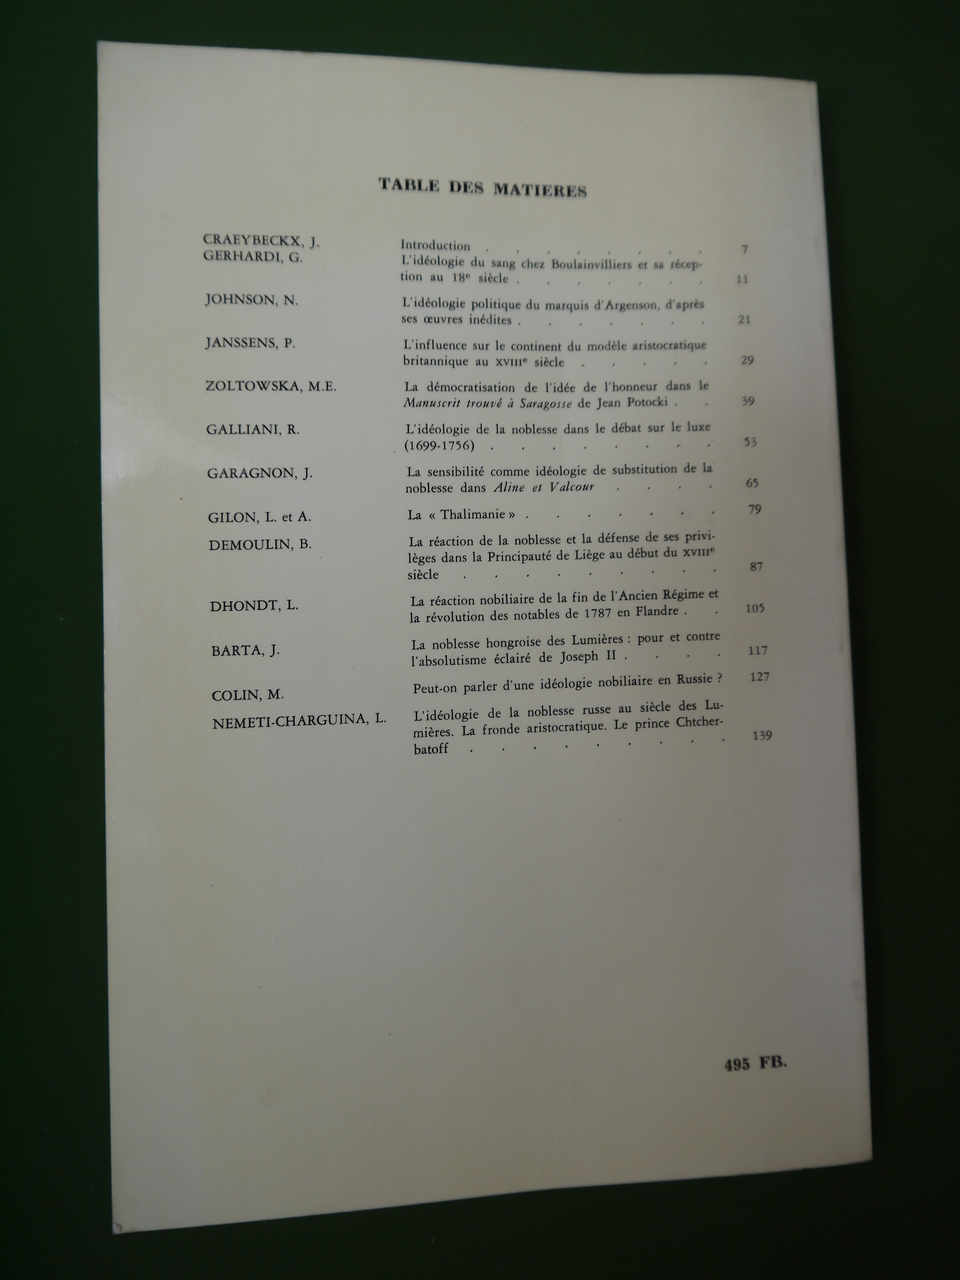 TABLE DES MATIERES
CRAEYBECKX, J. Introduction . . . . . . . 7
GERHARDI, G. L'idéologie du sang chez Boulainvilliers et sa récep-
tion au 18e siècle . . . . . . . 11
JOHNSON, N. L'idéologie politique du marquis d'Argenson, d'après
ses œuvres inédites . . . . . . . 21
JANSSENS, P. L'influence sur le continent du modèle aristocratique
britannique au XVIIIe siècle . . . . . 29
ZOLTOWSKA, M.E. La démocratisation de l'idée de l'honneur dans le
Manuscrit trouvé à Saragosse de Jean Potocki . . 39
GALLIANI, R. L'idéologie de la noblesse dans le débat sur le luxe
(1699-1756) . . . . . . . . 53
GARAGNON, J. La sensibilité comme idéologie de substitution de la
noblesse dans Aline et Valcour . . . . 65
GILON, L. et A. La « Thalimanie » . . . . . . . 79
DEMOULIN, B. La réaction de la noblesse et la défense de ses privi-
lèges dans la Principauté de Liège au début du XVIIIe
siècle . . . . . . . . . 87
DHONDT, L. La réaction nobiliaire de la fin de l'Ancien Régime et
la révolution des notables de 1787 en Flandre . . 105
BARTA, J. La noblesse hongroise des Lumières : pour et contre
l'absolutisme éclairé de Joseph II . . . . 117
COLIN, M. Peut-on parler d'une idéologie nobiliaire en Russie ? 127
NEMETI-CHARGUINA, L. L'idéologie de la noblesse russe au siècle des Lu-
mières. La fronde aristocratique. Le prince Chtcher-
batoff . . . . . . . . . 139
495 FB.